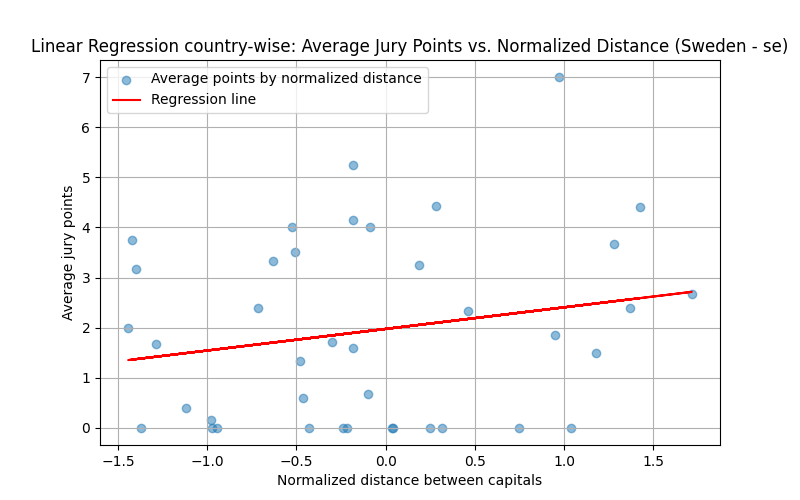 Linear Regression country-wise: Average Jury Points vs. Normalized Distance (Sweden - se)
Average points by normalized distance
Regression line
Average jury points
7
6
5
4
3
2
1
0
−1.5 −1.0 −0.5 0.0 0.5 1.0 1.5
Normalized distance between capitals